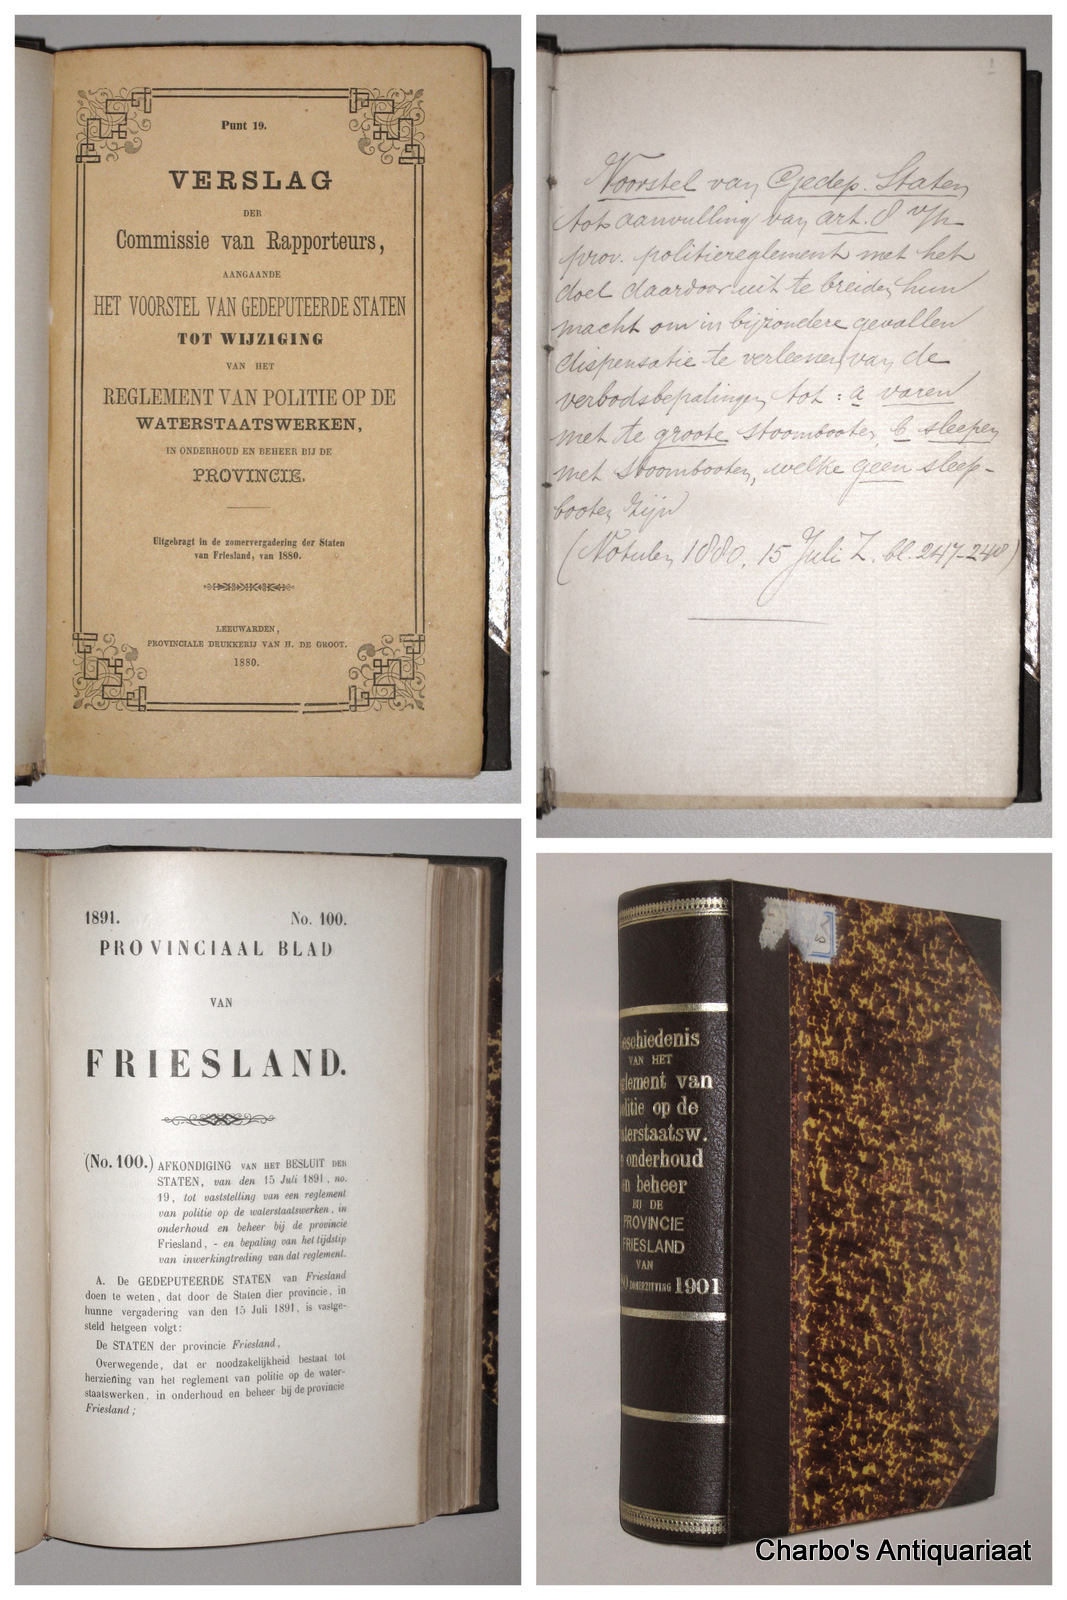 Punt 19.
VERSLAG
DER
Commissie van Rapporteurs,
AANGAANDE
HET VOORSTEL VAN GEDEPUTEERDE STATEN
TOT WIJZIGING
VAN HET
REGLEMENT VAN POLITIE OP DE
WATERSTAATSWERKEN,
IN ONDERHOUD EN BEHEER BIJ DE
PROVINCIE.
Uitgebragt in de zomervergadering der Staten
van Friesland, van 1880.
LEEUWARDEN,
PROVINCIALE DRUKKERIJ VAN H. DE GROOT.
1880.
1
Voorstel van Gedep. Staten
tot aanvulling van art. 8 v/h
prov. politiereglement met het
doel daardoor uit te breiden hun
macht om in bijzondere gevallen
dispensatie te verleenen van de
verbodsbepalingen tot: a varen
met te groote stoombooten, b sleepen
met stoombooten, welke geen sleep-
booten zijn
(Notulen 1880. 15 Juli Z. bl. 247-248)
1891. No. 100.
PROVINCIAAL BLAD
VAN
FRIESLAND.
(No. 100.) AFKONDIGING VAN HET BESLUIT DER
STATEN, van den 15 Juli 1891, no.
19, tot vaststelling van een reglement
van politie op de waterstaatswerken, in
onderhoud en beheer bij de provincie
Friesland, - en bepaling van het tijdstip
van inwerkingtreding van dat reglement.
A. De GEDEPUTEERDE STATEN van Friesland
doen te weten, dat door de Staten dier provincie, in
hunne vergadering van den 15 Juli 1891, is vastge-
steld hetgeen volgt:
De STATEN der provincie Friesland,
Overwegende, dat er noodzakelijkheid bestaat tot
herziening van het reglement van politie op de water-
staatswerken, in onderhoud en beheer bij de provincie
Friesland;
eschiedenis
VAN HET
glement van
olitie op de
aterstaatsw.
onderhoud
en beheer
BIJ DE
PROVINCIE
FRIESLAND
VAN
ZOMERZITTING 1901
Charbo's Antiquariaat